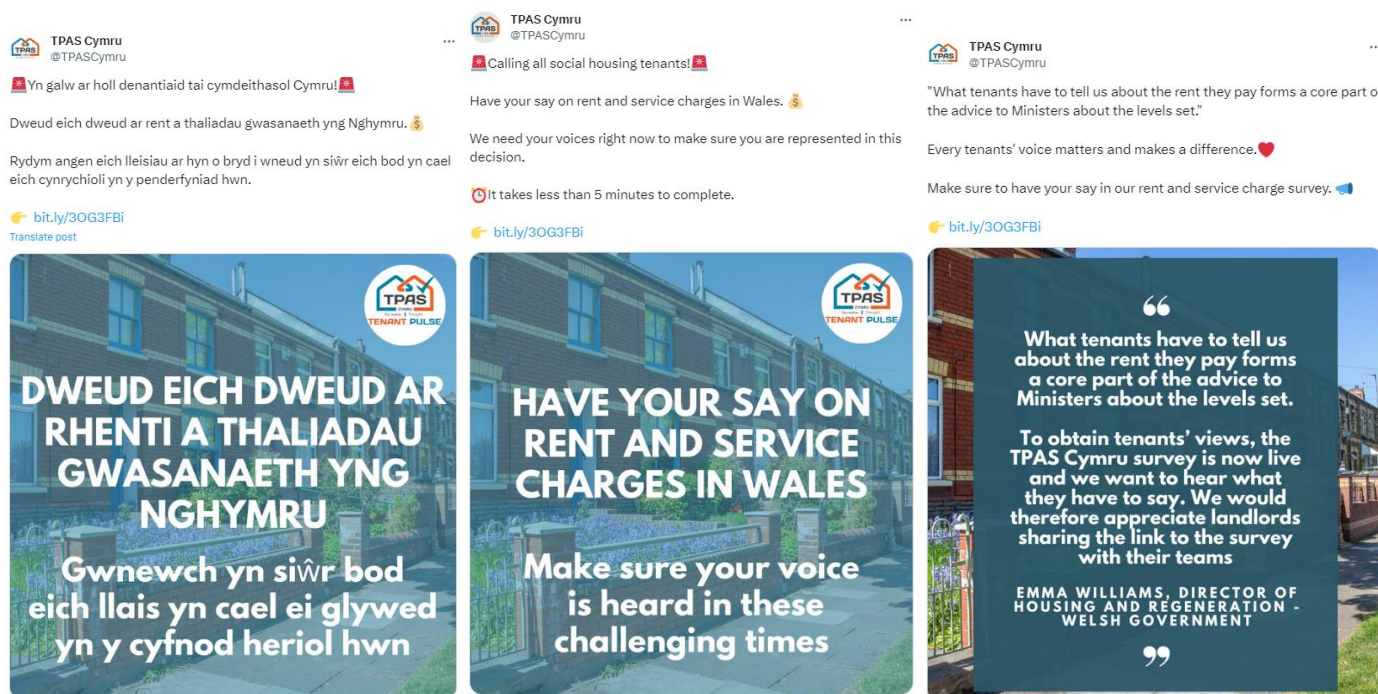 TPAS Cymru
@TPASCymru
🚨Yn galw ar holl denantiaid tai cymdeithasol Cymru!🚨
Dweud eich dweud ar rent a thaliadau gwasanaeth yng Nghymru.💰
Rydym angen eich lleisiau ar hyn o bryd i wneud yn siŵr eich bod yn cael
eich cynrychioli yn y penderfyniad hwn.
👉 bit.ly/3OG3FBi
Translate post
TPAS
CYMRU
TENANT PULSE
DWEUD EICH DWEUD AR
RHENTI A THALIADAU
GWASANAETH YNG
NGHYMRU
Gwnewch yn siŵr bod
eich llais yn cael ei glywed
yn y cyfnod heriol hwn
TPAS Cymru
@TPASCymru
🚨Calling all social housing tenants!🚨
Have your say on rent and service charges in Wales. 💰
We need your voices right now to make sure you are represented in this
decision.
⏰It takes less than 5 minutes to complete.
👉 bit.ly/3OG3FBi
TPAS
CYMRU
TENANT PULSE
HAVE YOUR SAY ON
RENT AND SERVICE
CHARGES IN WALES
Make sure your voice
is heard in these
challenging times
TPAS Cymru
@TPASCymru
"What tenants have to tell us about the rent they pay forms a core part o
the advice to Ministers about the levels set."
Every tenants' voice matters and makes a difference.❤️
Make sure to have your say in our rent and service charge survey. 📣
👉 bit.ly/3OG3FBi
“
What tenants have to tell us
about the rent they pay forms
a core part of the advice to
Ministers about the levels set.
To obtain tenants’ views, the
TPAS Cymru survey is now live
and we want to hear what
they have to say. We would
therefore appreciate landlords
sharing the link to the survey
with their teams
EMMA WILLIAMS, DIRECTOR OF
HOUSING AND REGENERATION -
WELSH GOVERNMENT
”